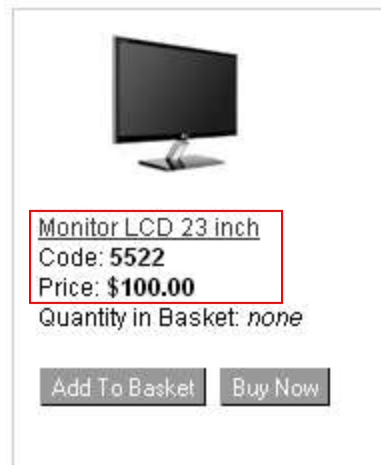 Monitor LCD 23 inch
Code: 5522
Price: $100.00
Quantity in Basket: none
Add To Basket Buy Now